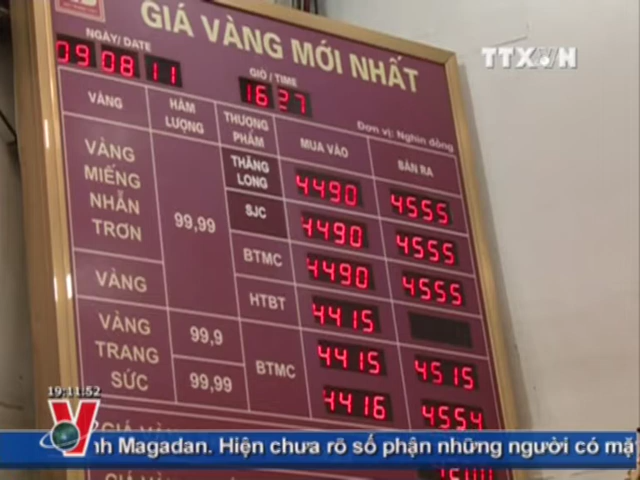 GIÁ VÀNG MỚI NHẤT
TTXVN
NGÀY/ DATE
GIỜ / TIME
09 08 11
16 27
Đơn vị: Nghìn đồng
VÀNG HÀM LƯỢNG THƯƠNG PHẨM MUA VÀO BÁN RA
VÀNG MIẾNG NHẪN TRƠN 99,99 THĂNG LONG 4490 4555
SJC 4490 4555
BTMC 4490 4555
VÀNG HTBT 4415
VÀNG TRANG SỨC 99,9 BTMC 4415 4515
99,99 4416 4554
19:11:52
V
nh Magadan. Hiện chưa rõ số phận những người có mặ